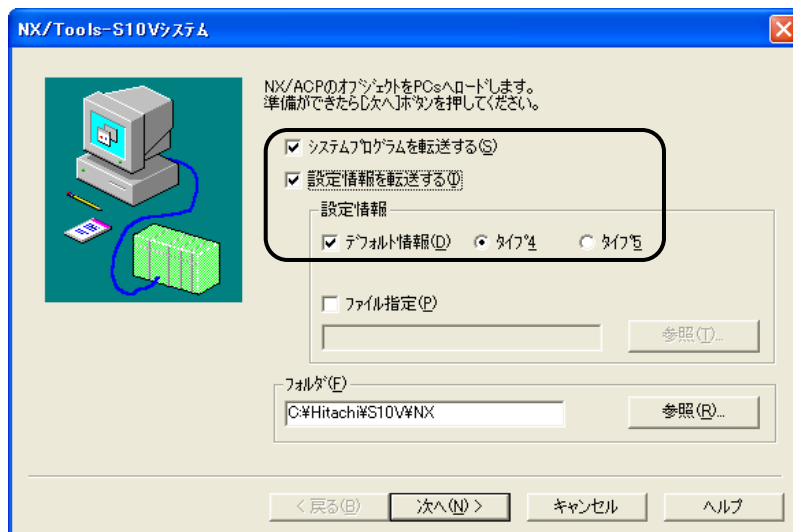 NX/Tools-S10Vシステム
NX/ACPのオブジェクトをPCsへロードします。
準備ができたら[次へ]ボタンを押してください。
システムプログラムを転送する(S)
設定情報を転送する(I)
設定情報
デフォルト情報(D) タイプ4 タイプ5
ファイル指定(P)
参照(T)...
フォルダ(F)
C:¥Hitachi¥S10V¥NX 参照(R)...
< 戻る(B) 次へ(N) > キャンセル ヘルプ